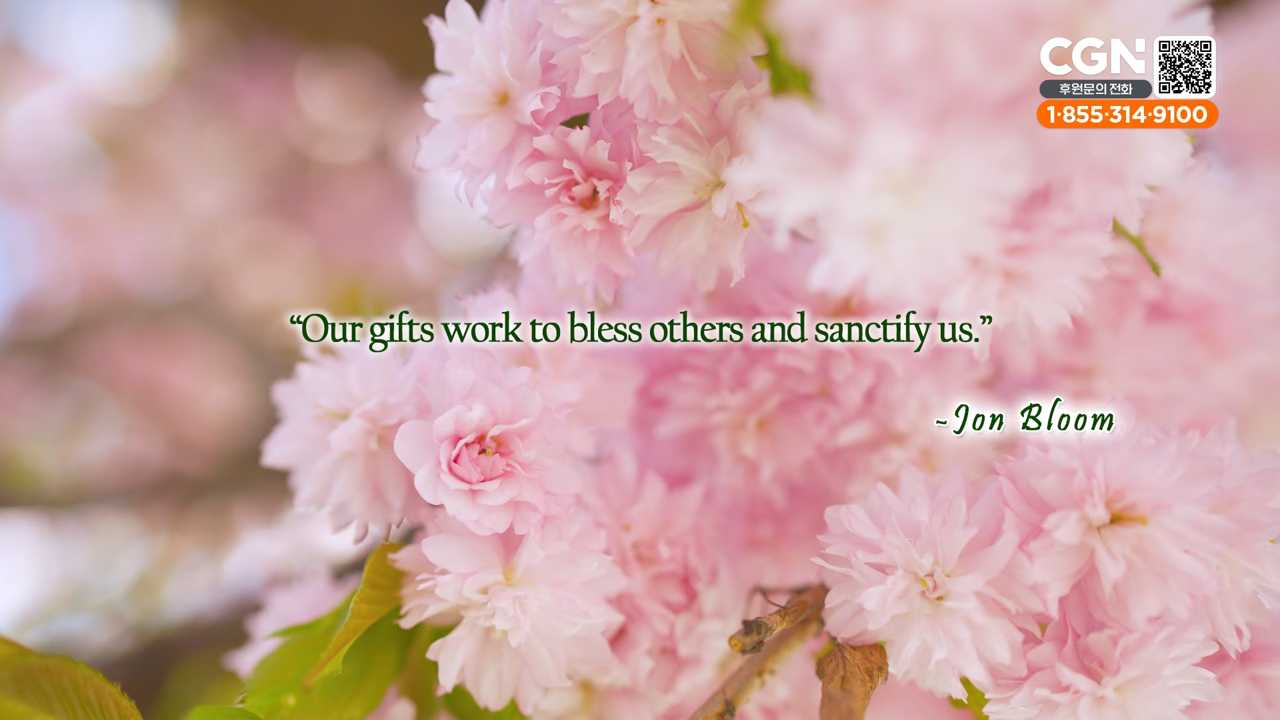 CGN
후원문의 전화
1·855·314·9100
“Our gifts work to bless others and sanctify us.”
~Jon Bloom